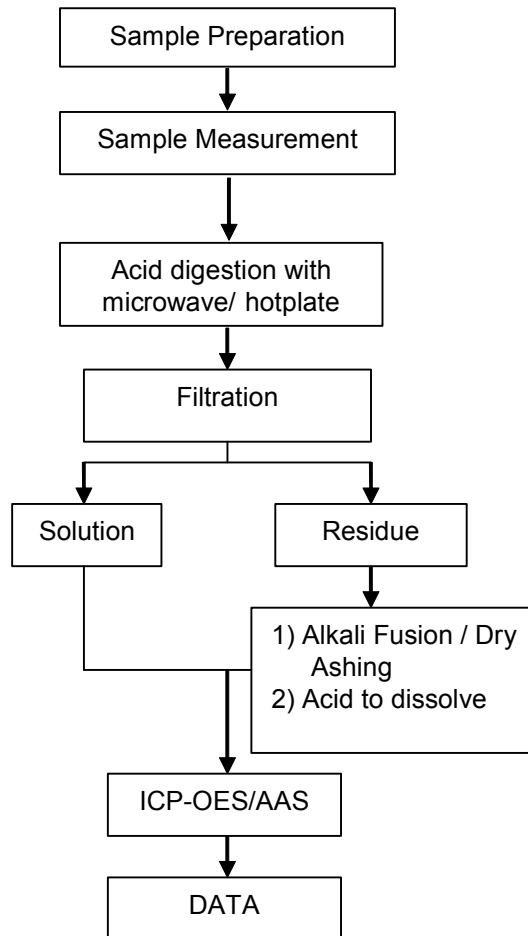 Sample Preparation
Sample Measurement
Acid digestion with
microwave/ hotplate
Filtration
Solution
Residue
1) Alkali Fusion / Dry
Ashing
2) Acid to dissolve
ICP-OES/AAS
DATA